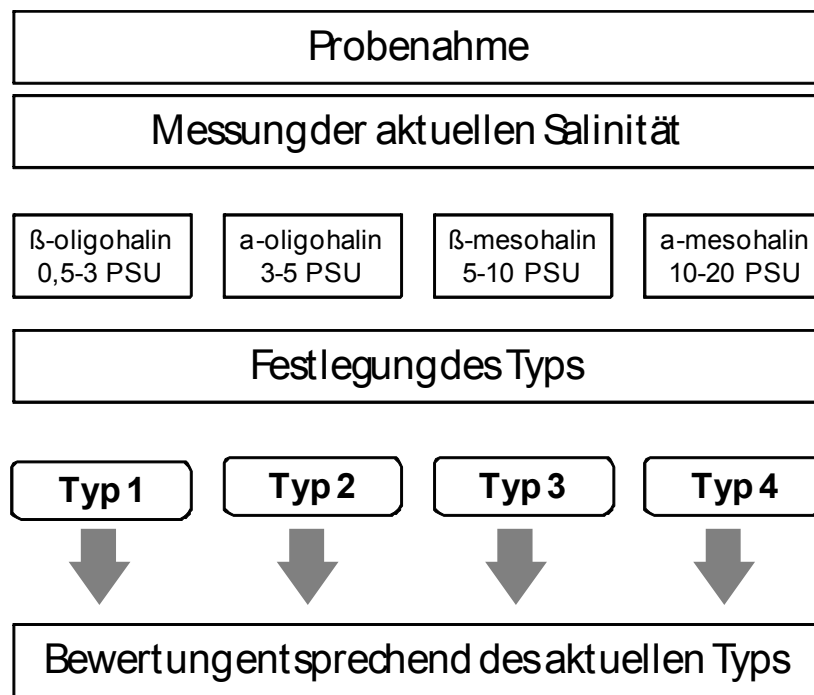 Probenahme
Messung der aktuellen Salinität
ß-oligohalin
0,5-3 PSU
a-oligohalin
3-5 PSU
ß-mesohalin
5-10 PSU
a-mesohalin
10-20 PSU
Festlegung des Typs
Typ 1
Typ 2
Typ 3
Typ 4
Bewertung entsprechend des aktuellen Typs